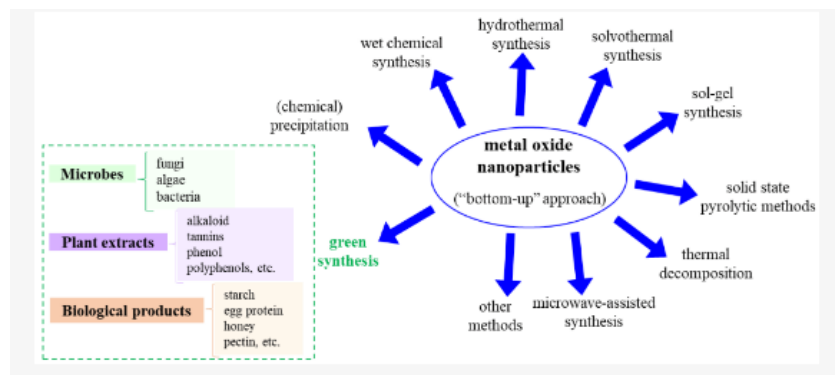 hydrothermal
synthesis
solvothermal
synthesis
wet chemical
synthesis
sol-gel
synthesis
(chemical)
precipitation
metal oxide
nanoparticles
("bottom-up" approach)
solid state
pyrolytic methods
thermal
decomposition
microwave-assisted
synthesis
other
methods
green
synthesis
Microbes
fungi
algae
bacteria
Plant extracts
alkaloid
tannins
phenol
polyphenols, etc.
Biological products
starch
egg protein
honey
pectin, etc.